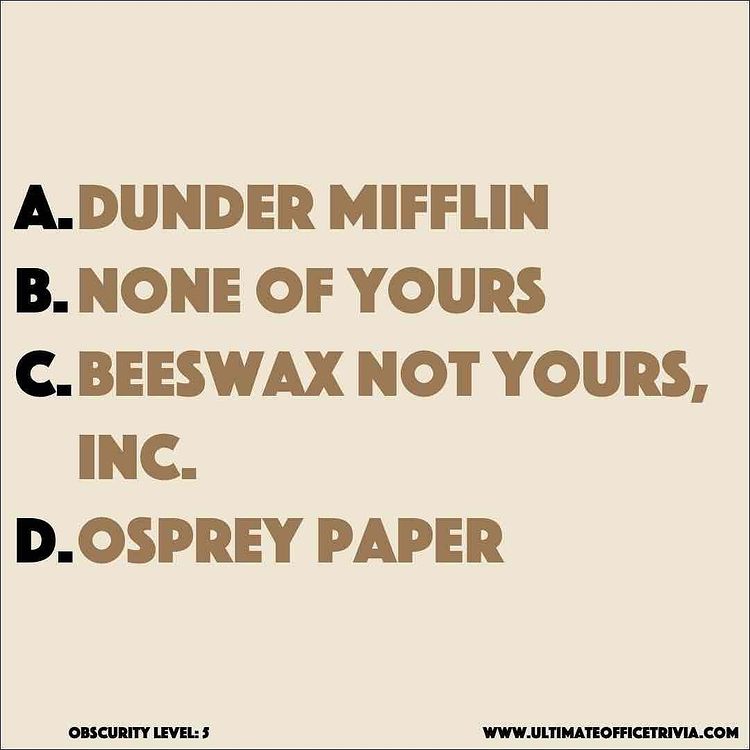 A. DUNDER MIFFLIN
B. NONE OF YOURS
C. BEESWAX NOT YOURS,
INC.
D. OSPREY PAPER
OBSCURITY LEVEL: 5
WWW.ULTIMATEOFFICETRIVIA.COM